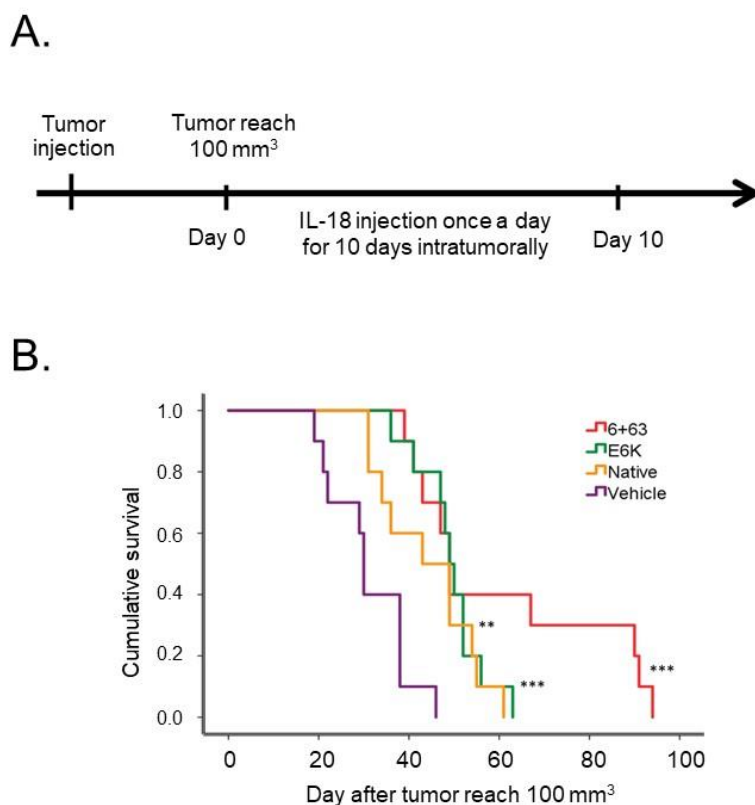 A.
Tumor injection
Tumor reach 100 mm³
Day 0
IL-18 injection once a day
for 10 days intratumorally
Day 10
B.
Cumulative survival
1.0
0.8
0.6
0.4
0.2
0.0
6+63
E6K
Native
Vehicle
**
***
***
0
20
40
60
80
100
Day after tumor reach 100 mm³